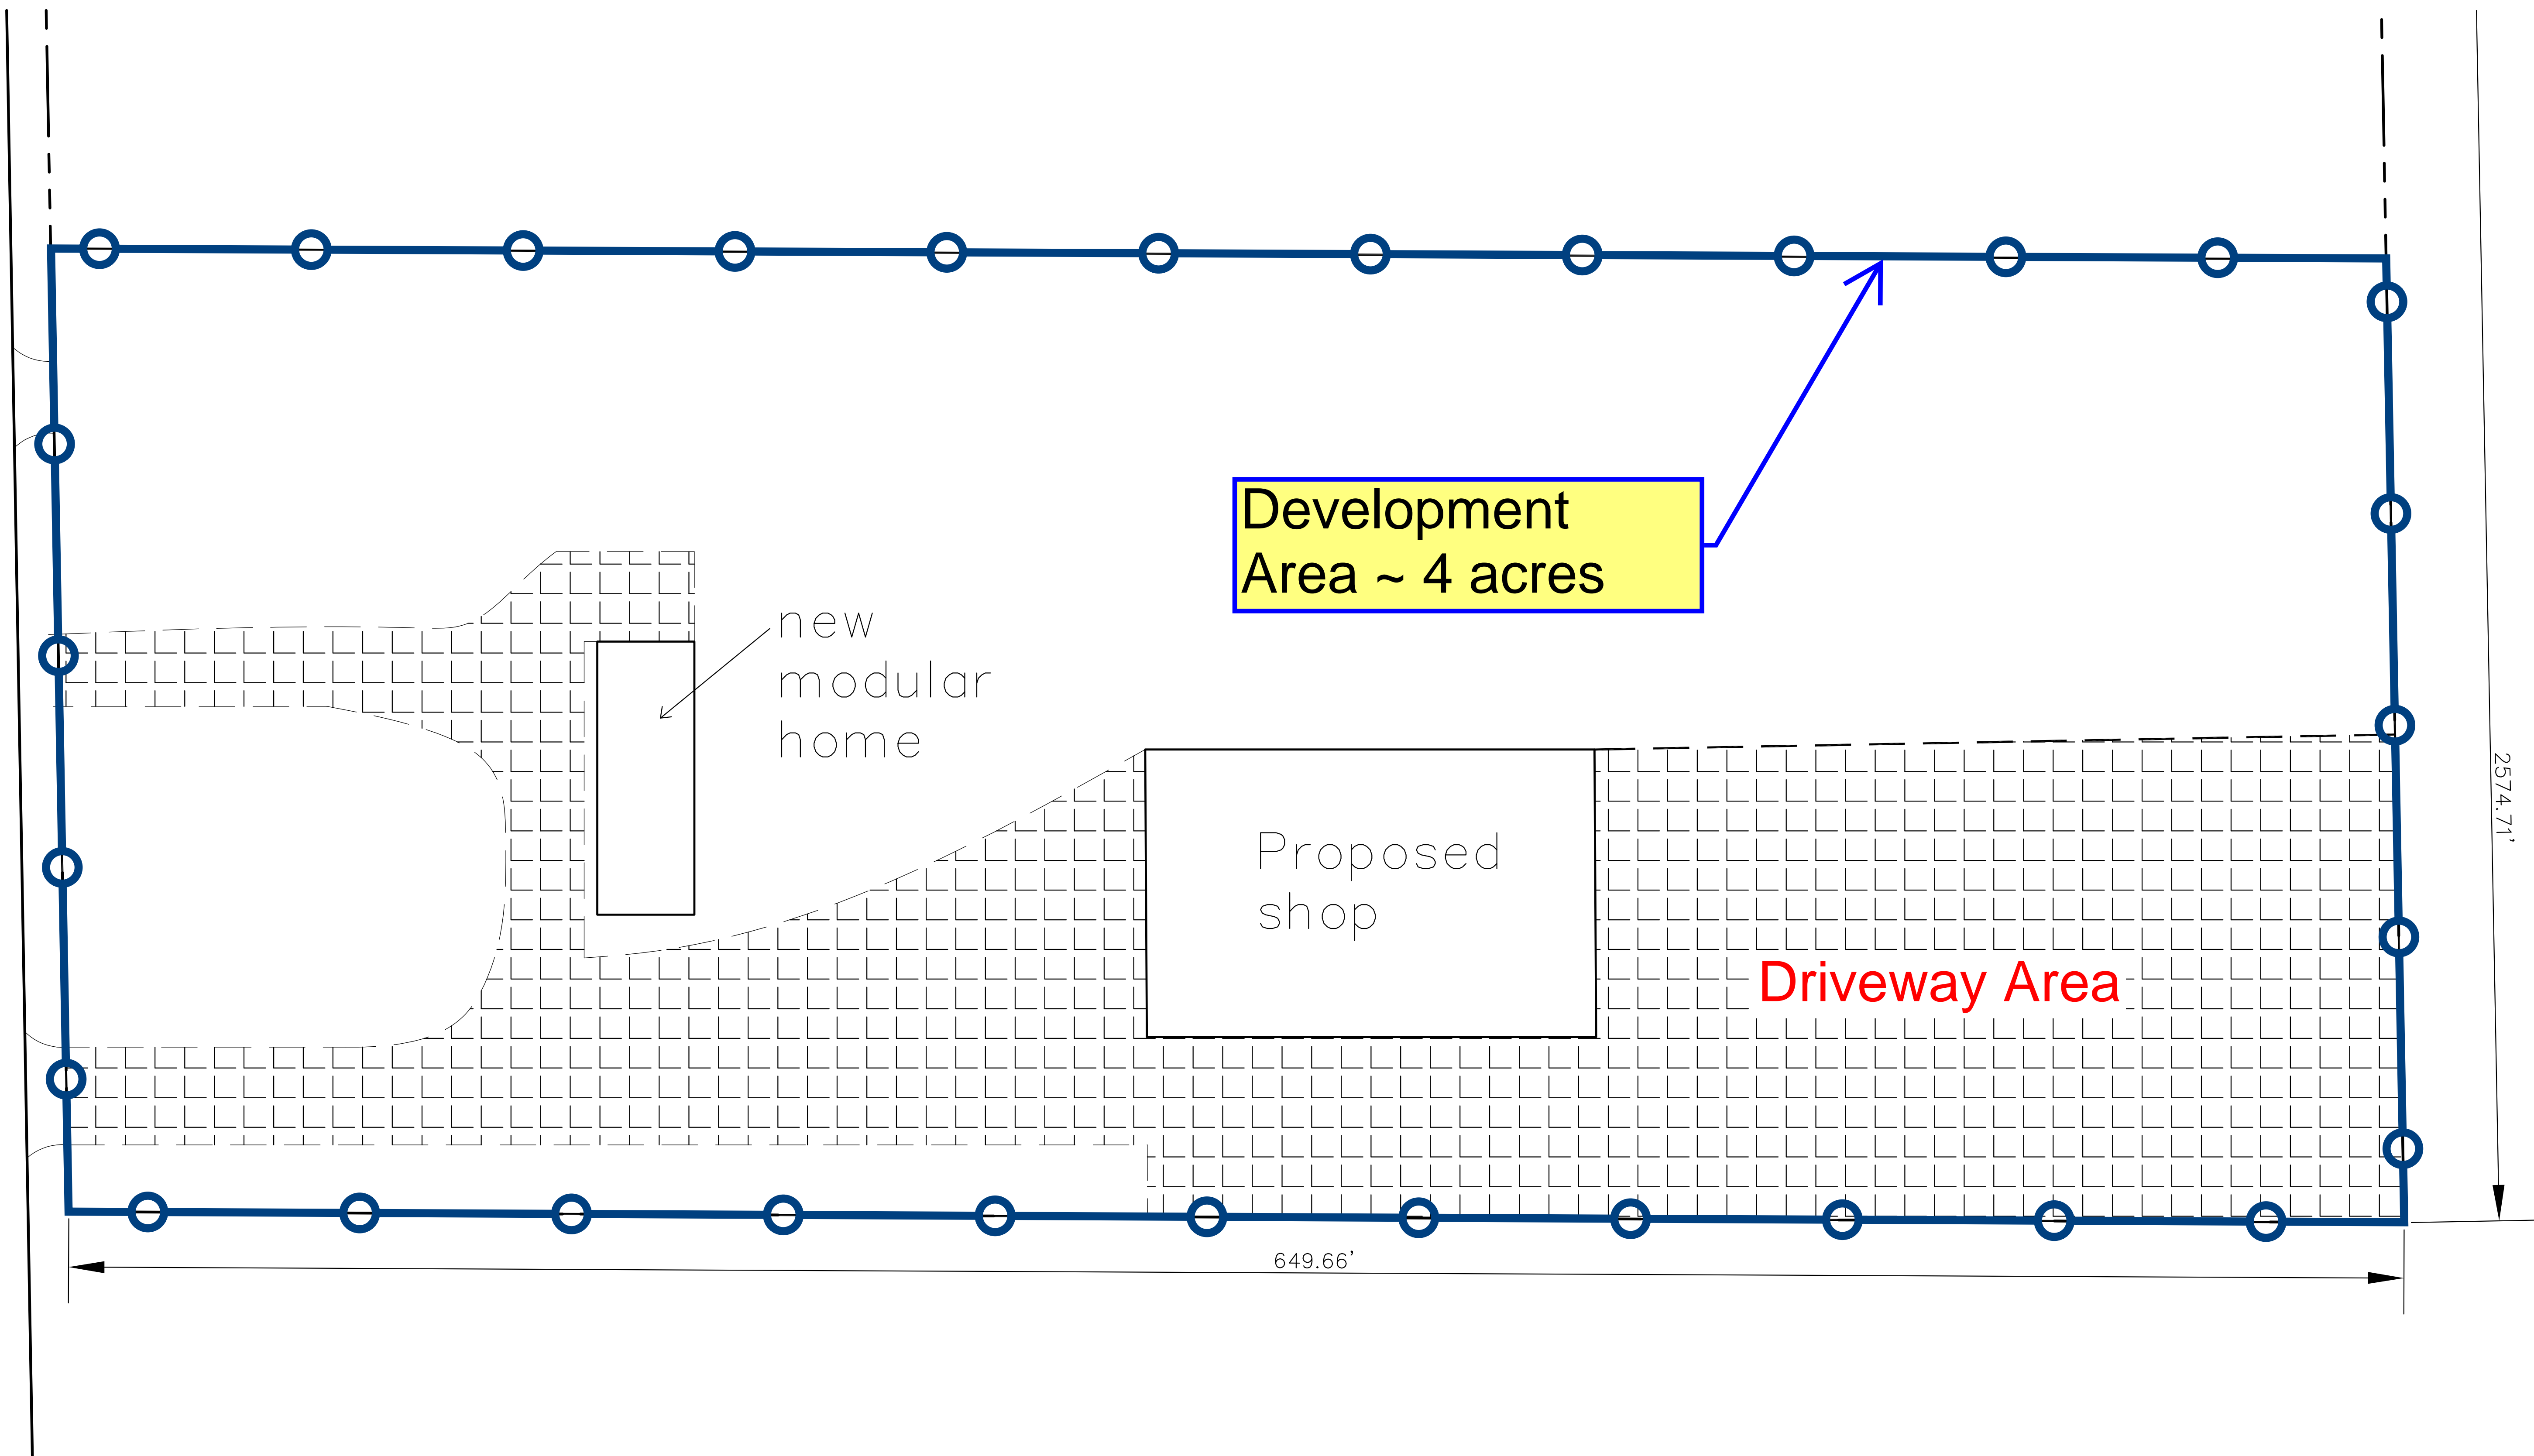 Development
Area ~ 4 acres
new
modular
home
2574.71'
Proposed
shop
Driveway Area
649.66'